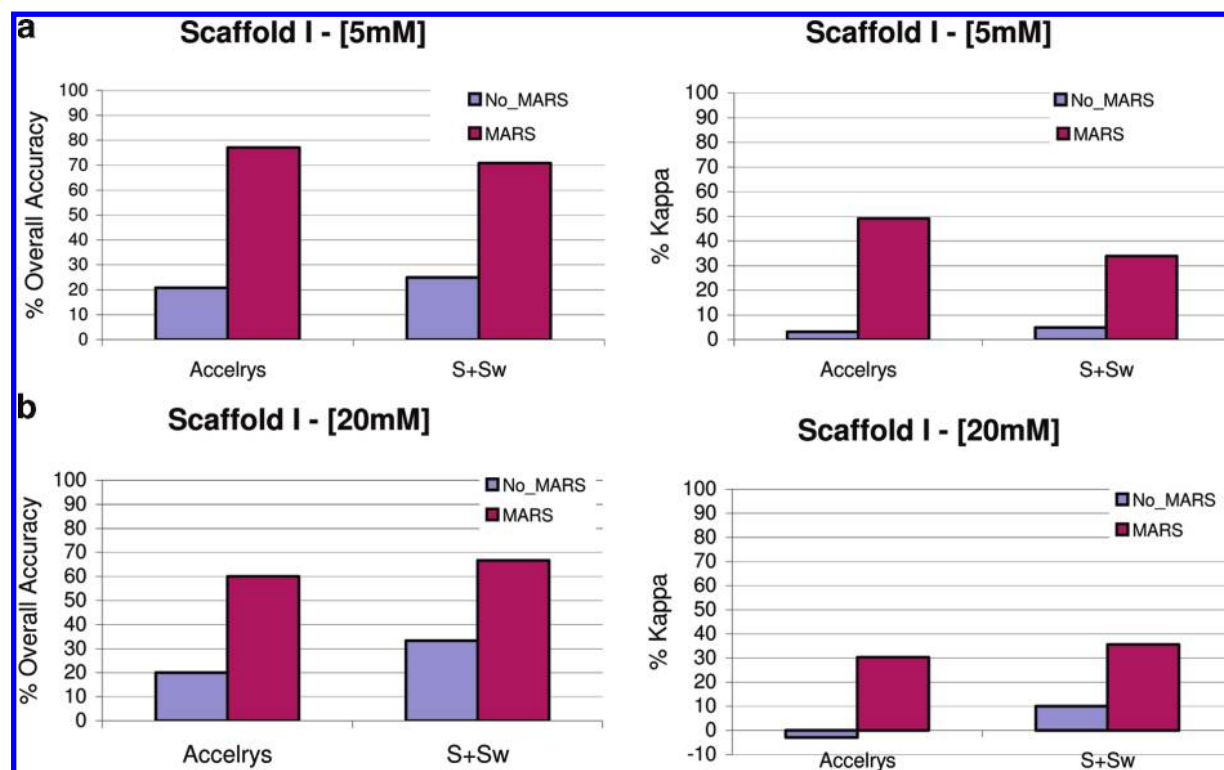 a
Scaffold I - [5mM]
% Overall Accuracy
100
90
80
70
60
50
40
30
20
10
0
No_MARS
MARS
Accelrys
S+Sw
Scaffold I - [5mM]
% Kappa
100
90
80
70
60
50
40
30
20
10
0
No_MARS
MARS
Accelrys
S+Sw
b
Scaffold I - [20mM]
% Overall Accuracy
100
90
80
70
60
50
40
30
20
10
0
No_MARS
MARS
Accelrys
S+Sw
Scaffold I - [20mM]
% Kappa
100
90
80
70
60
50
40
30
20
10
0
-10
No_MARS
MARS
Accelrys
S+Sw